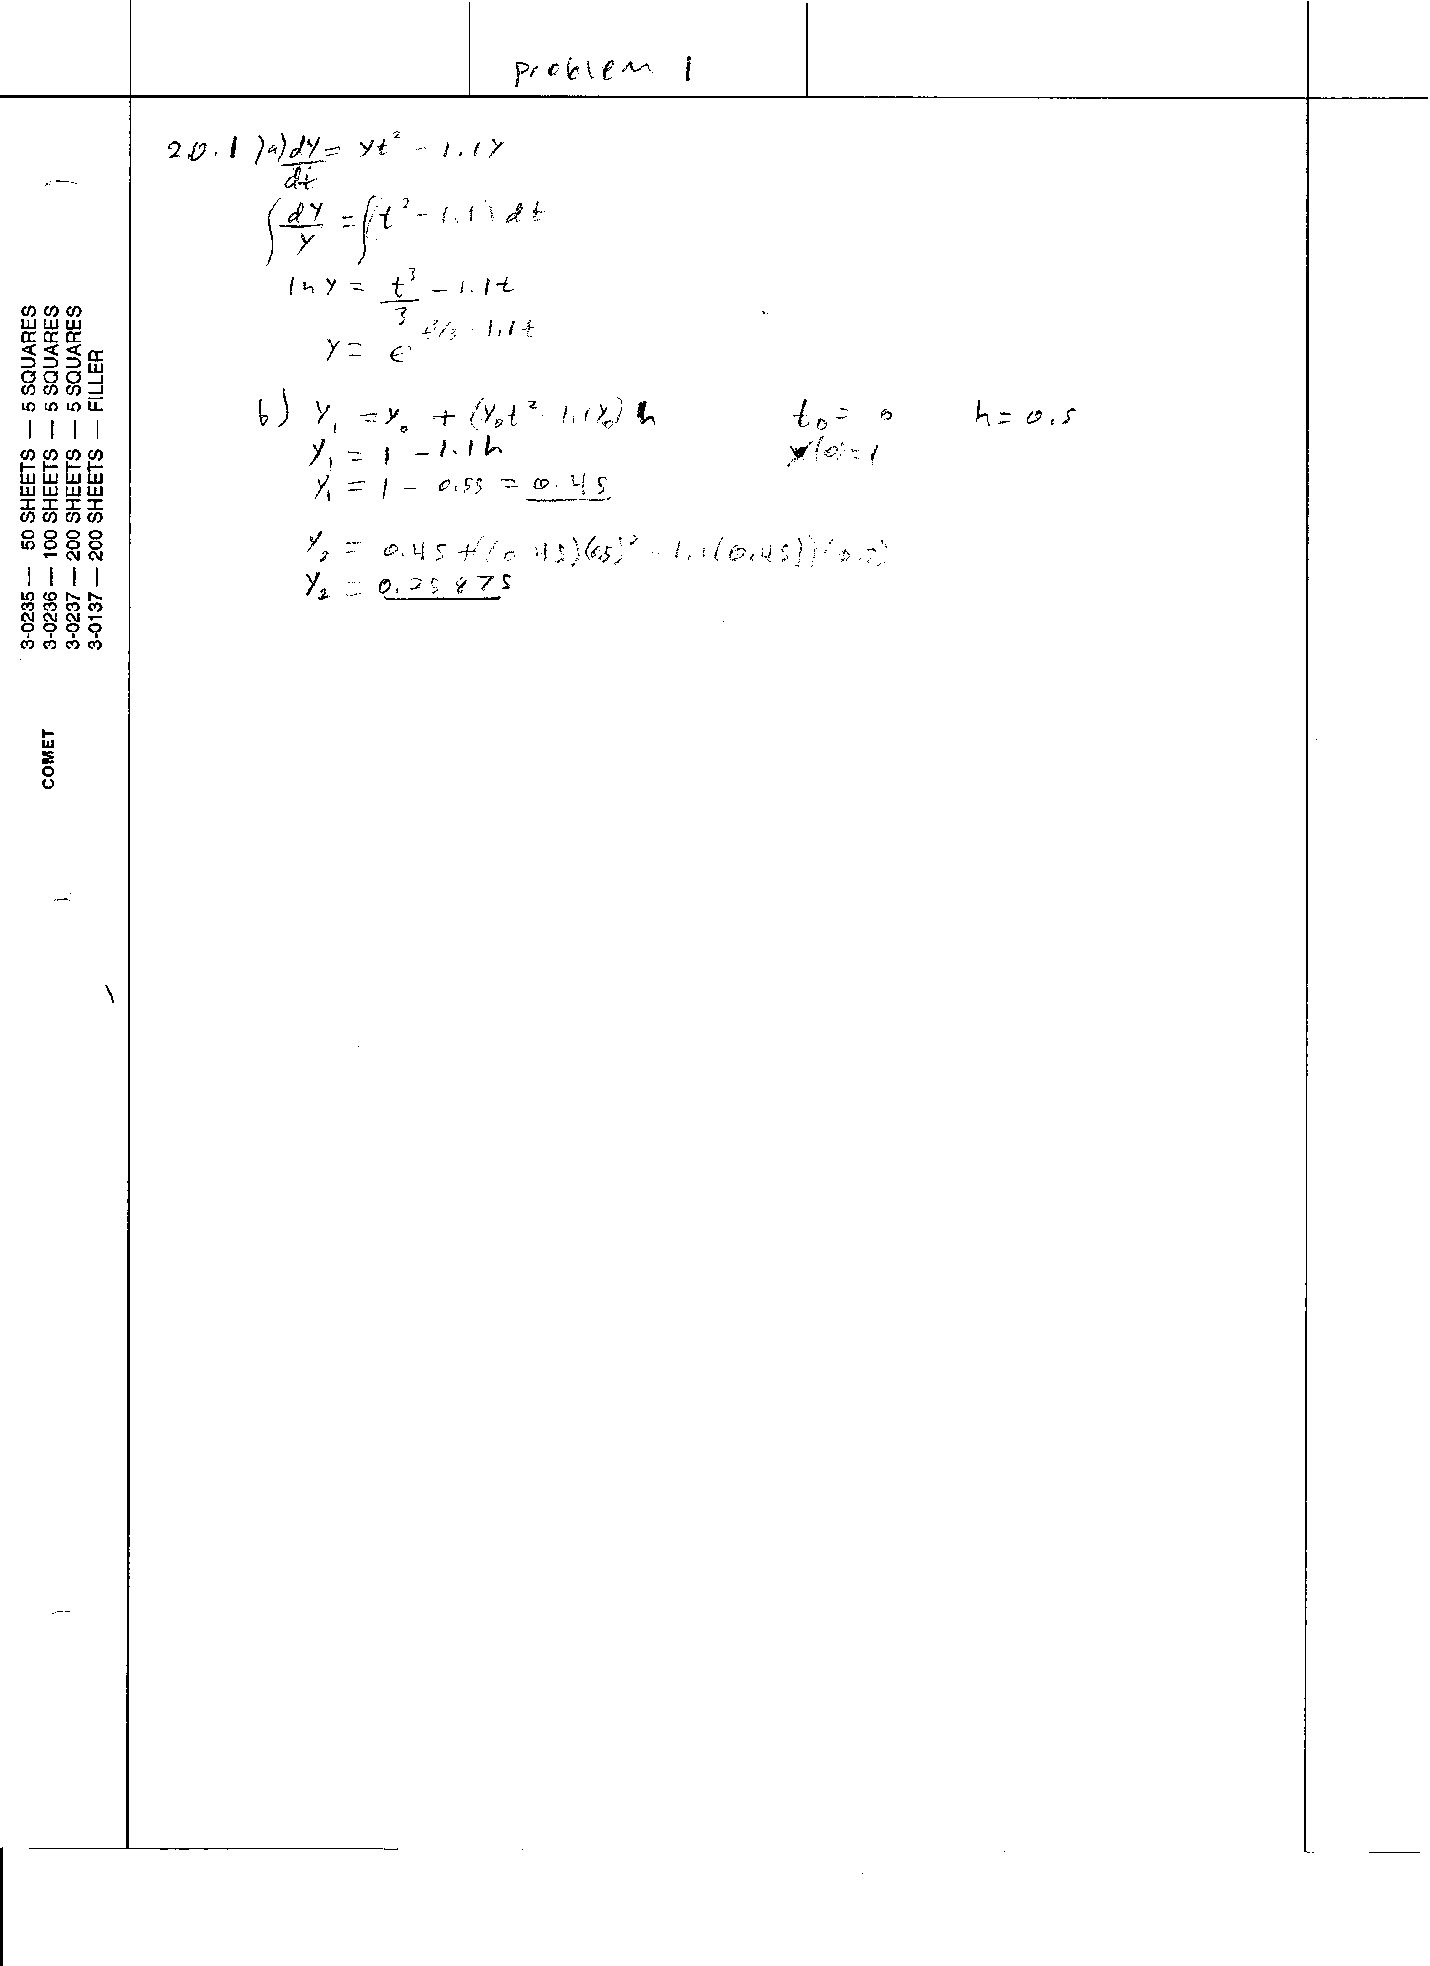 problem 1
20.1) a) dy/dt = yt² - 1.1y
∫ dy/y = ∫(t² - 1.1) dt
ln y = t³/3 - 1.1t
y = e^(t³/3 - 1.1t)
b) y₁ = y₀ + (y₀t² - 1.1y₀) h t₀ = 0 h = 0.5
y₁ = 1 - 1.1h y(0) = 1
y₁ = 1 - 0.55 = 0.45
y₂ = 0.45 + ((0.45)(0.5)² - 1.1(0.45))(0.5)
y₂ = 0.25875
3-0235 — 50 SHEETS — 5 SQUARES
3-0236 — 100 SHEETS — 5 SQUARES
3-0237 — 200 SHEETS — 5 SQUARES
3-0137 — 200 SHEETS — FILLER
COMET